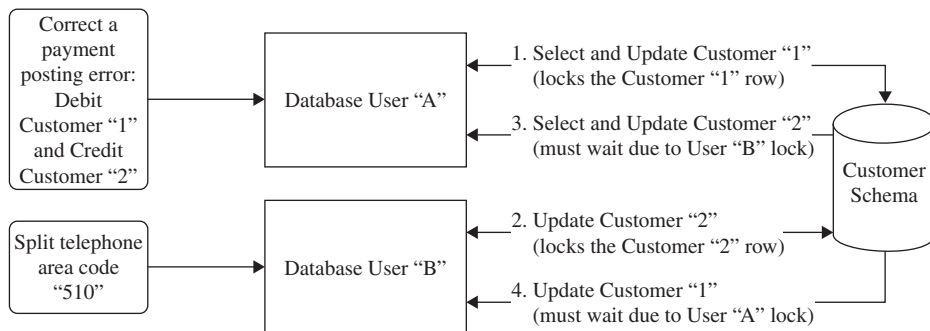 Correct a
payment
posting error:
Debit
Customer “1”
and Credit
Customer “2”
Database User “A”
1. Select and Update Customer “1”
(locks the Customer “1” row)
3. Select and Update Customer “2”
(must wait due to User “B” lock)
Customer
Schema
Split telephone
area code
“510”
Database User “B”
2. Update Customer “2”
(locks the Customer “2” row)
4. Update Customer “1”
(must wait due to User “A” lock)